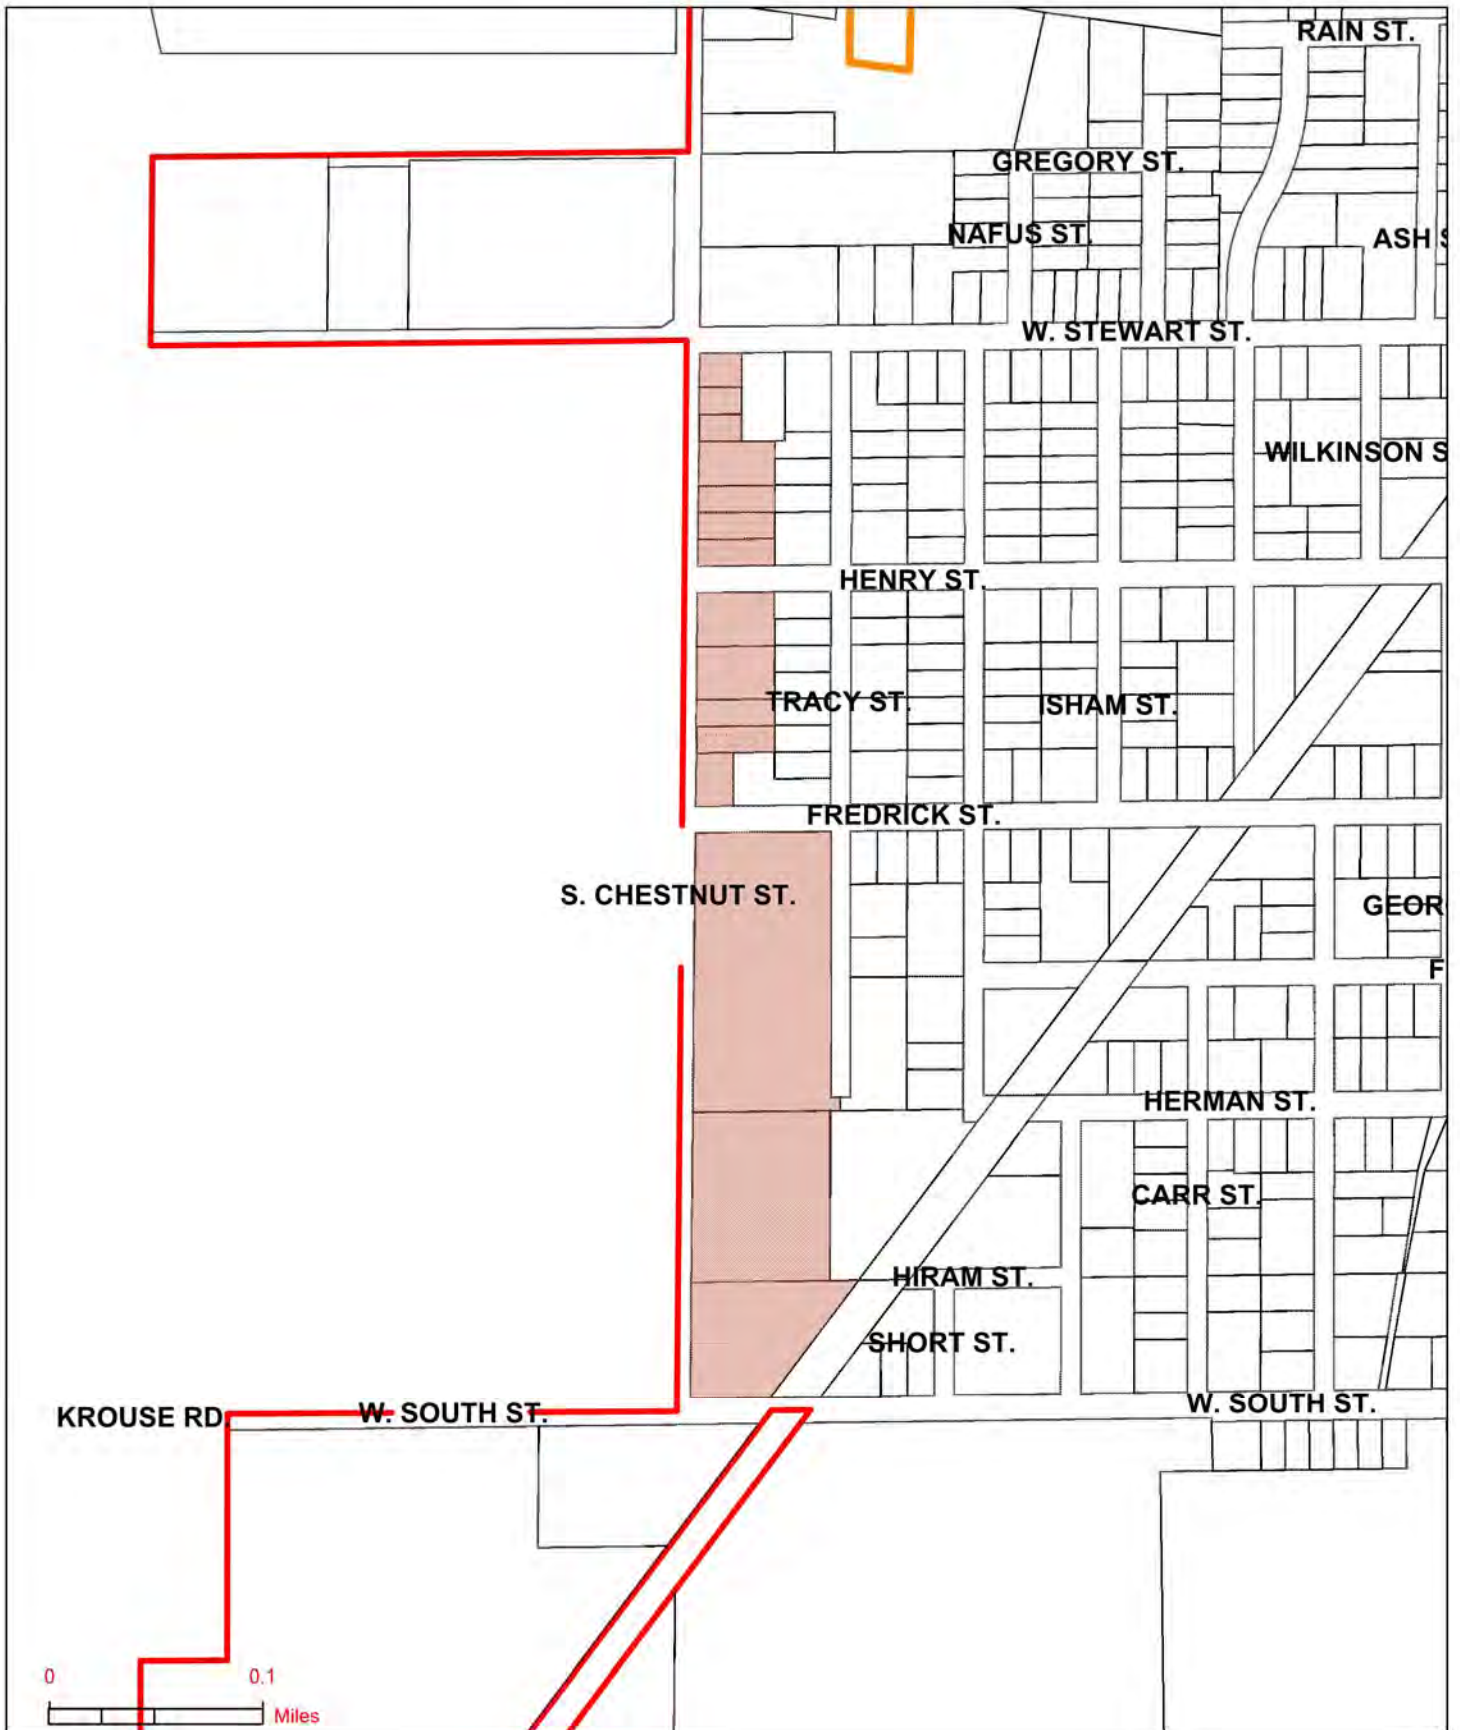 RAIN ST.
GREGORY ST.
NAFUS ST.
ASH S
W. STEWART ST.
WILKINSON S
HENRY ST.
TRACY ST.
ISHAM ST.
FREDRICK ST.
S. CHESTNUT ST.
GEOR
F
HERMAN ST.
CARR ST.
HIRAM ST.
SHORT ST.
KROUSE RD.
W. SOUTH ST.
W. SOUTH ST.
0
0.1
Miles